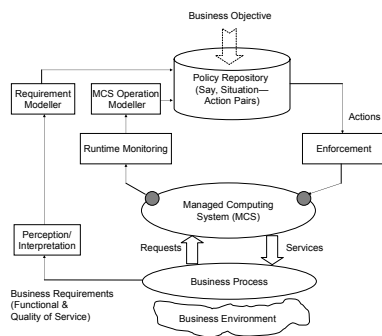 Business Objective
Policy Repository
(Say, Situation—
Action Pairs)
Requirement
Modeller
MCS Operation
Modeller
Actions
Runtime Monitoring
Enforcement
Managed Computing
System (MCS)
Perception/
Interpretation
Requests
Services
Business Process
Business Requirements
(Functional &
Quality of Service)
Business Environment